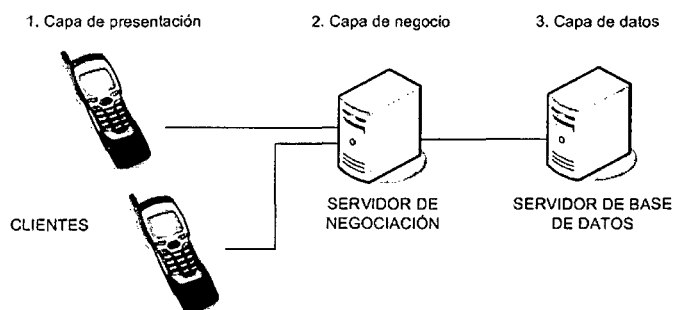 1. Capa de presentación
2. Capa de negocio
3. Capa de datos
CLIENTES
SERVIDOR DE
NEGOCIACIÓN
SERVIDOR DE BASE
DE DATOS